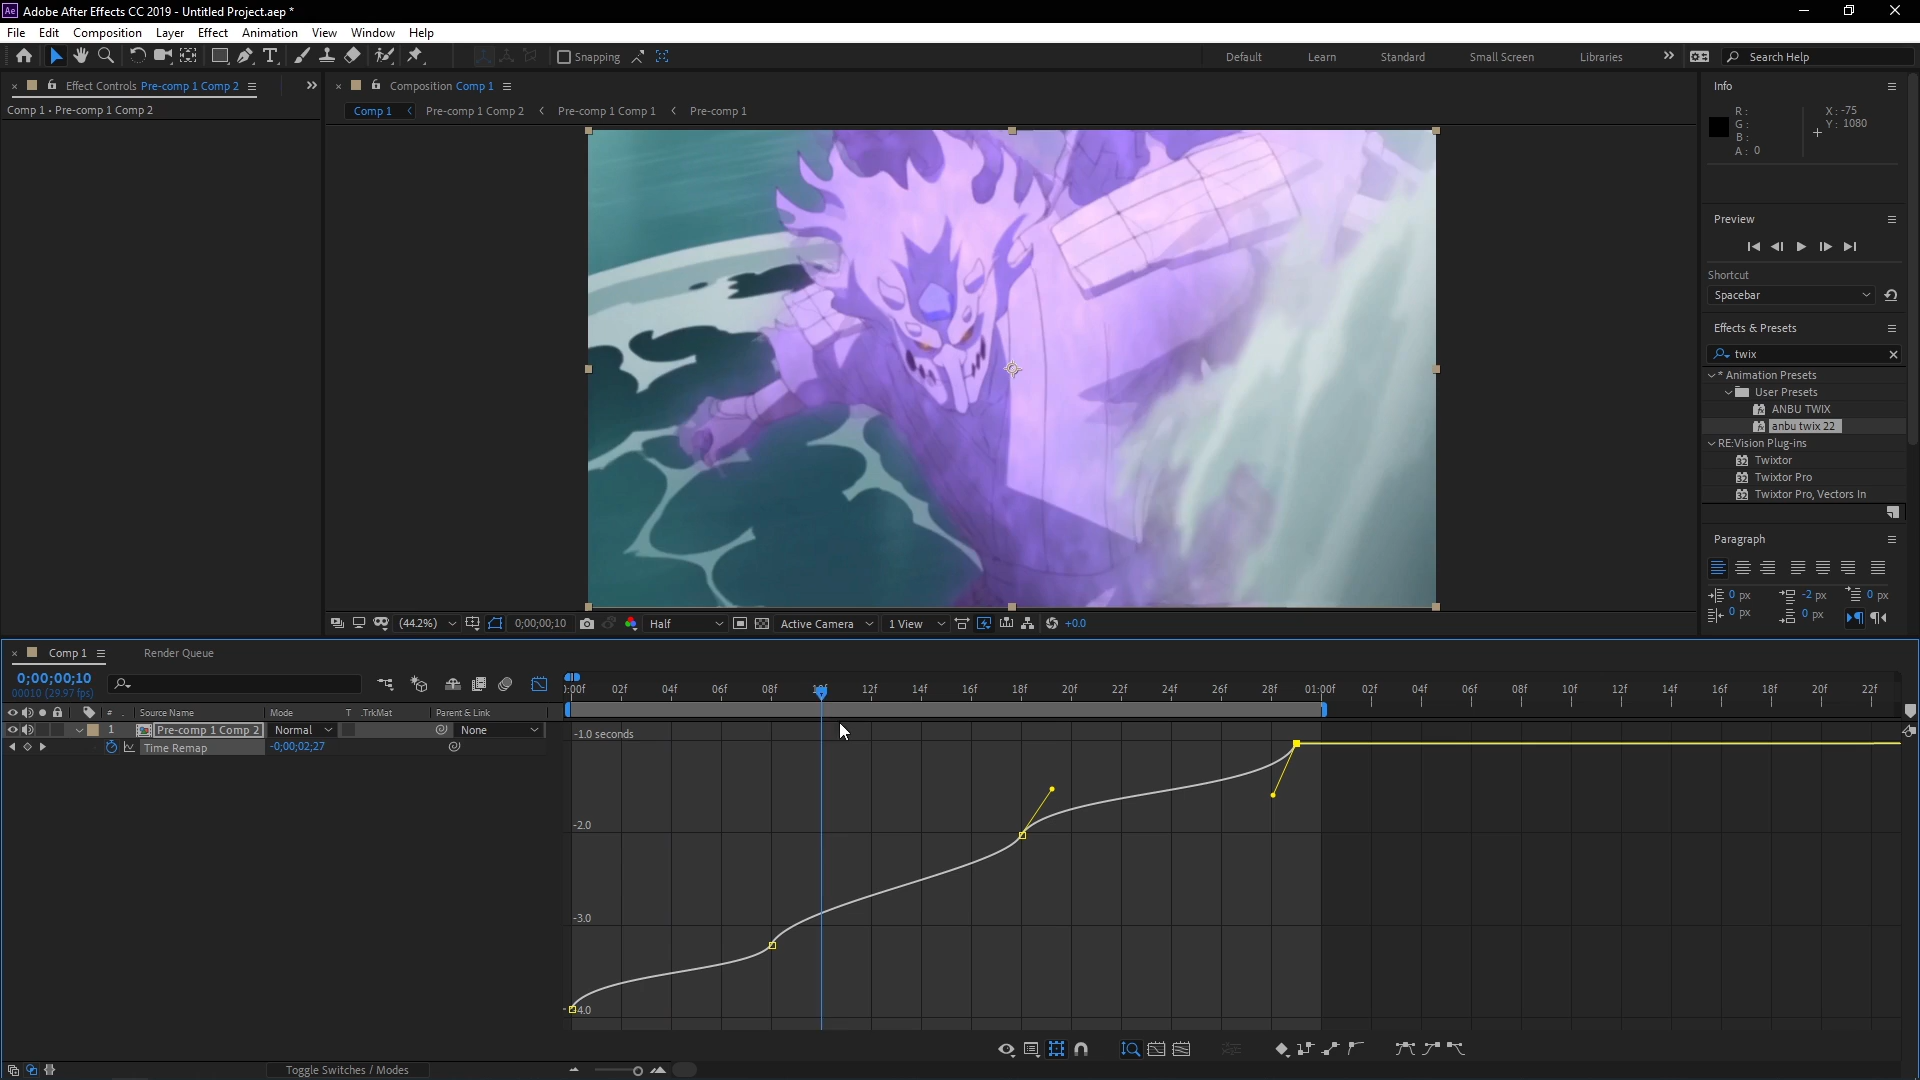 Ae Adobe After Effects CC 2019 - Untitled Project.aep *
File Edit Composition Layer Effect Animation View Window Help
Snapping Default Learn Standard Small Screen Libraries » Search Help
× Effect Controls Pre-comp 1 Comp 2 ≡ »
Comp 1 • Pre-comp 1 Comp 2
× Composition Comp 1 ≡
Comp 1 < Pre-comp 1 Comp 2 < Pre-comp 1 Comp 1 < Pre-comp 1
Info
R :
G :
B :
A : 0
X : -75
Y : 1080
Preview
Shortcut
Spacebar
Effects & Presets
twix
* Animation Presets
User Presets
ANBU TWIX
anbu twix 22
RE:Vision Plug-ins
32 Twixtor
32 Twixtor Pro
32 Twixtor Pro, Vectors In
Paragraph
0 px -2 px 0 px
0 px 0 px
(44.2%) 0;00;00;10 Half Active Camera 1 View +0.0
× Comp 1 ≡ Render Queue
0;00;00;10
00010 (29.97 fps)
):00f 02f 04f 06f 08f 10f 12f 14f 16f 18f 20f 22f 24f 26f 28f 01:00f 02f 04f 06f 08f 10f 12f 14f 16f 18f 20f 22f
# . Source Name Mode T .TrkMat Parent & Link
1 Pre-comp 1 Comp 2 Normal None
Time Remap -0;00;02;27
-1.0 seconds
-2.0
-3.0
-4.0
Toggle Switches / Modes